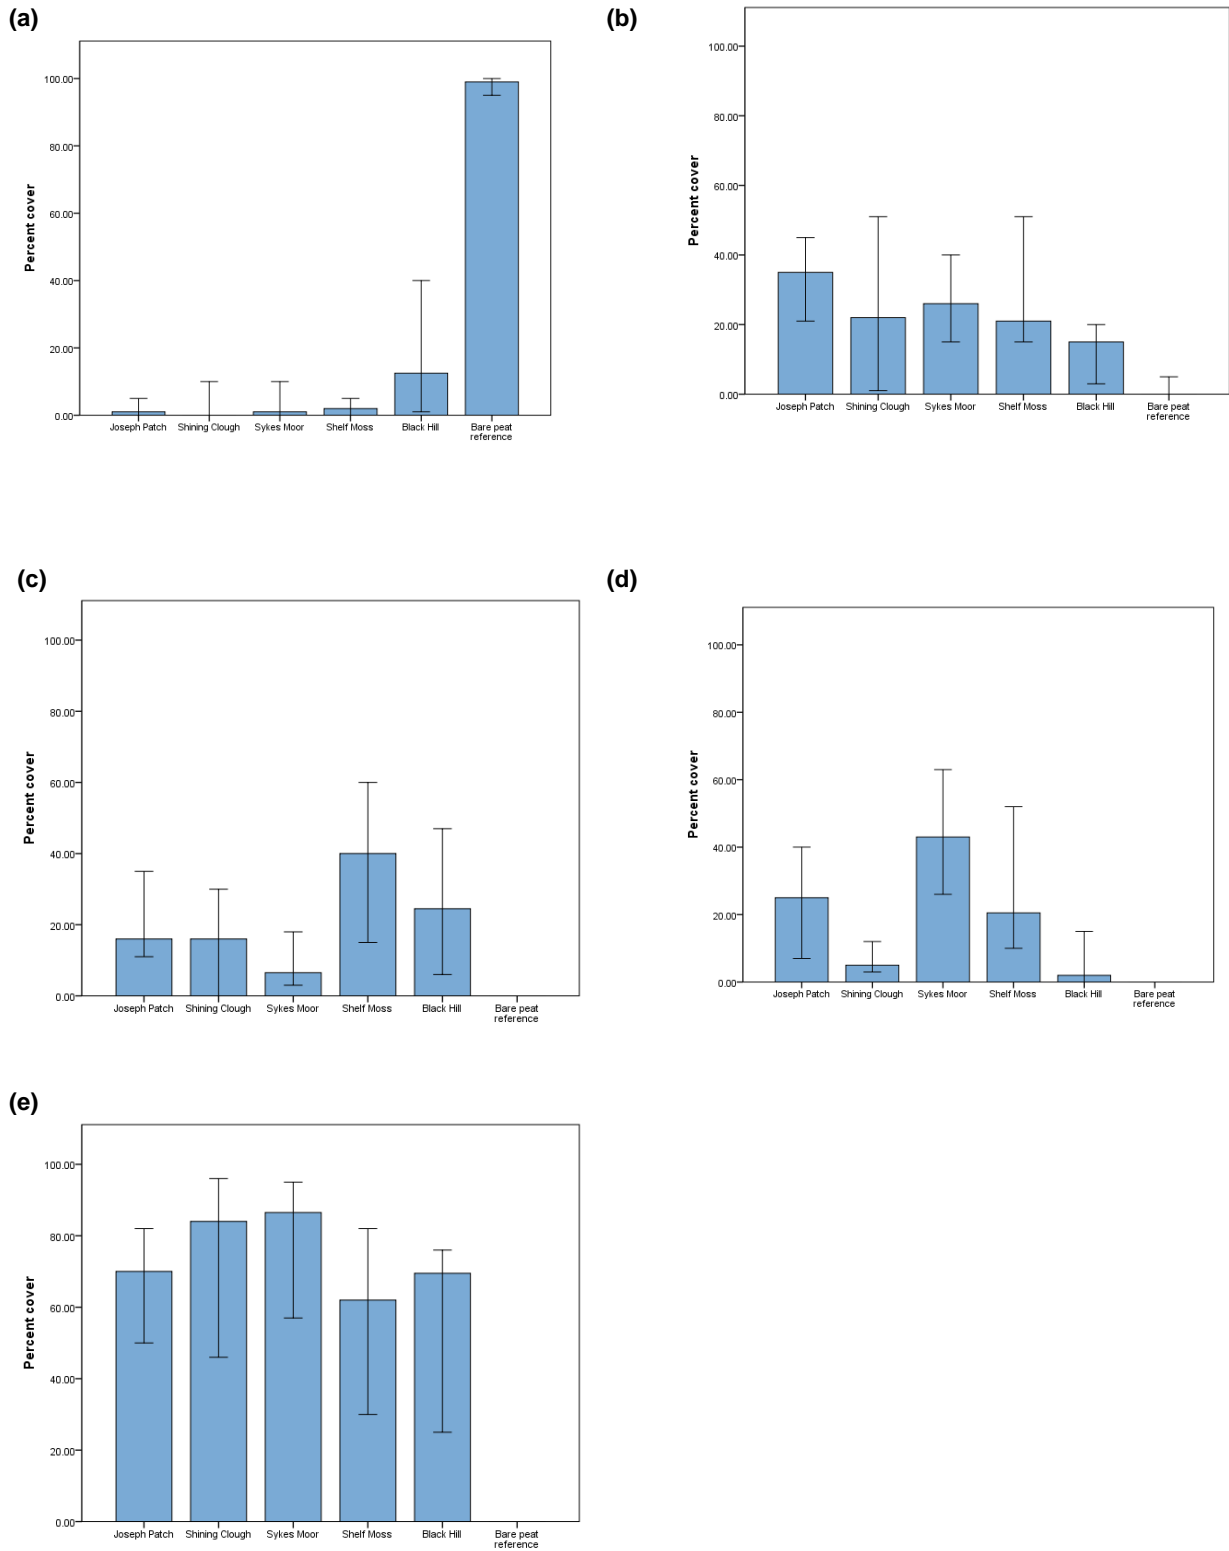 (a)
Percent cover
100.00
80.00
60.00
40.00
20.00
0.00
Joseph Patch Shining Clough Sykes Moor Shelf Moss Black Hill Bare peat
reference
(b)
Percent cover
100.00
80.00
60.00
40.00
20.00
0.00
Joseph Patch Shining Clough Sykes Moor Shelf Moss Black Hill Bare peat
reference
(c)
Percent cover
100.00
80.00
60.00
40.00
20.00
0.00
Joseph Patch Shining Clough Sykes Moor Shelf Moss Black Hill Bare peat
reference
(d)
Percent cover
100.00
80.00
60.00
40.00
20.00
0.00
Joseph Patch Shining Clough Sykes Moor Shelf Moss Black Hill Bare peat
reference
(e)
Percent cover
100.00
80.00
60.00
40.00
20.00
0.00
Joseph Patch Shining Clough Sykes Moor Shelf Moss Black Hill Bare peat
reference